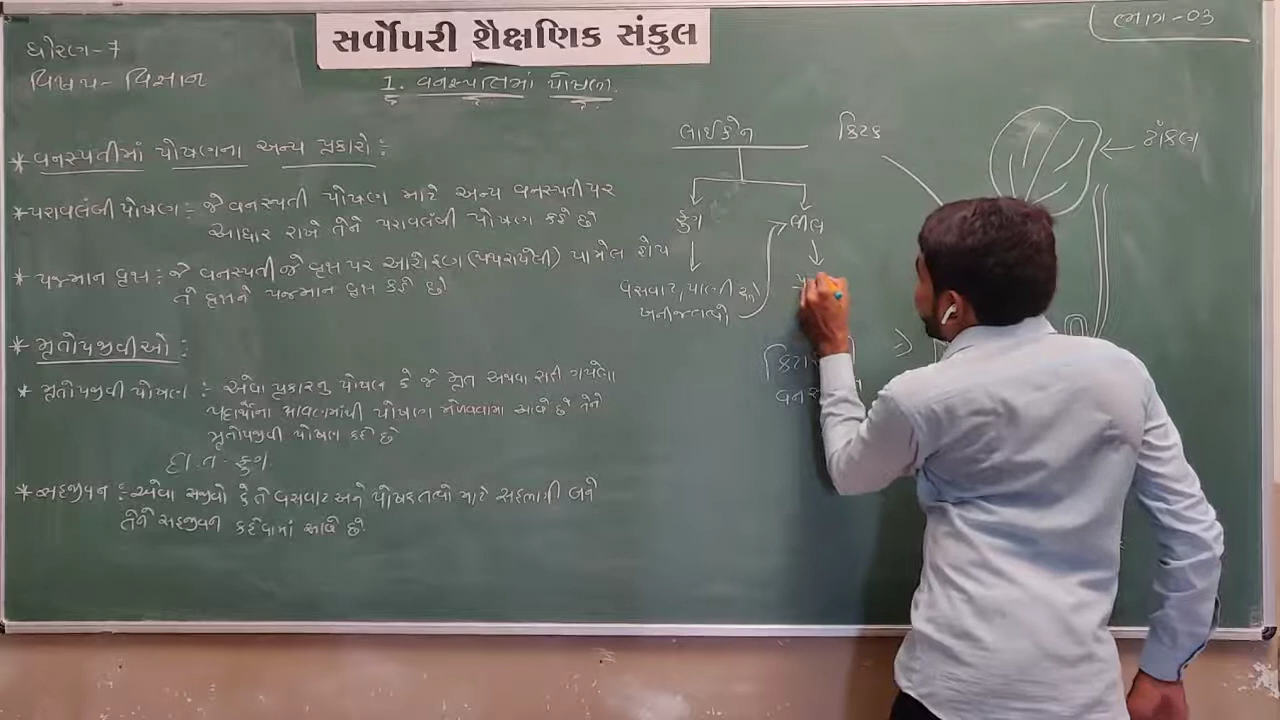 સર્વોપરી શૈક્ષણિક સંકુલ
ભાગ-03
ધોરણ-7
વિષય - વિજ્ઞાન
1. વનસ્પતિમાં પોષણ
* વનસ્પતીમાં પોષણના અન્ય પ્રકારો :
* પરાવલંબી પોષણ : જે વનસ્પતી પોષણ માટે અન્ય વનસ્પતી પર
આધાર રાખે તેને પરાવલંબી પોષણ કહે છે
* યજમાન વૃક્ષ : જે વનસ્પતી જે વૃક્ષ પર આરોહણ (પથરાયેલી) પામેલ હોય
તે વૃક્ષને યજમાન વૃક્ષ કહે છે
* મૃતોપજીવીઓ :
* મૃતોપજીવી પોષણ : એવા પ્રકારનુ પોષણ કે જે મૃત અથવા સડી ગયેલા
પદાર્થોના માંથી પોષણ મેળવવામાં આવે છે તેને
મૃતોપજીવી પોષણ કહે છે
દા.ત - ફુગ
* સહજીવન : એવા સજીવો કે તે વસવાટ અને પોષકતત્વો માટે સહભાગી બને
તેને સહજીવન કહેવામાં આવે છે.
લાઈકેન
ફુગ
લીલ
વસવાટ, પાણી અને
ખનીજતત્વો
કિટક
ઢાંકણ